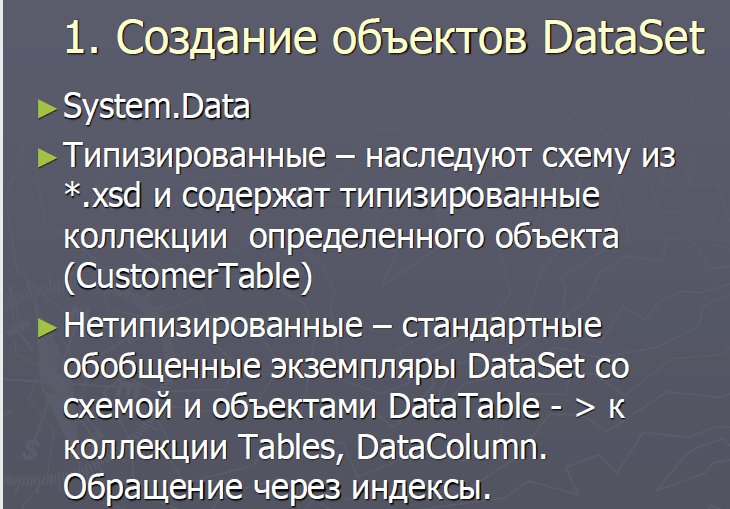 1. Создание объектов DataSet
► System.Data
► Типизированные – наследуют схему из
*.xsd и содержат типизированные
коллекции определенного объекта
(CustomerTable)
► Нетипизированные – стандартные
обобщенные экземпляры DataSet со
схемой и объектами DataTable - > к
коллекции Tables, DataColumn.
Обращение через индексы.